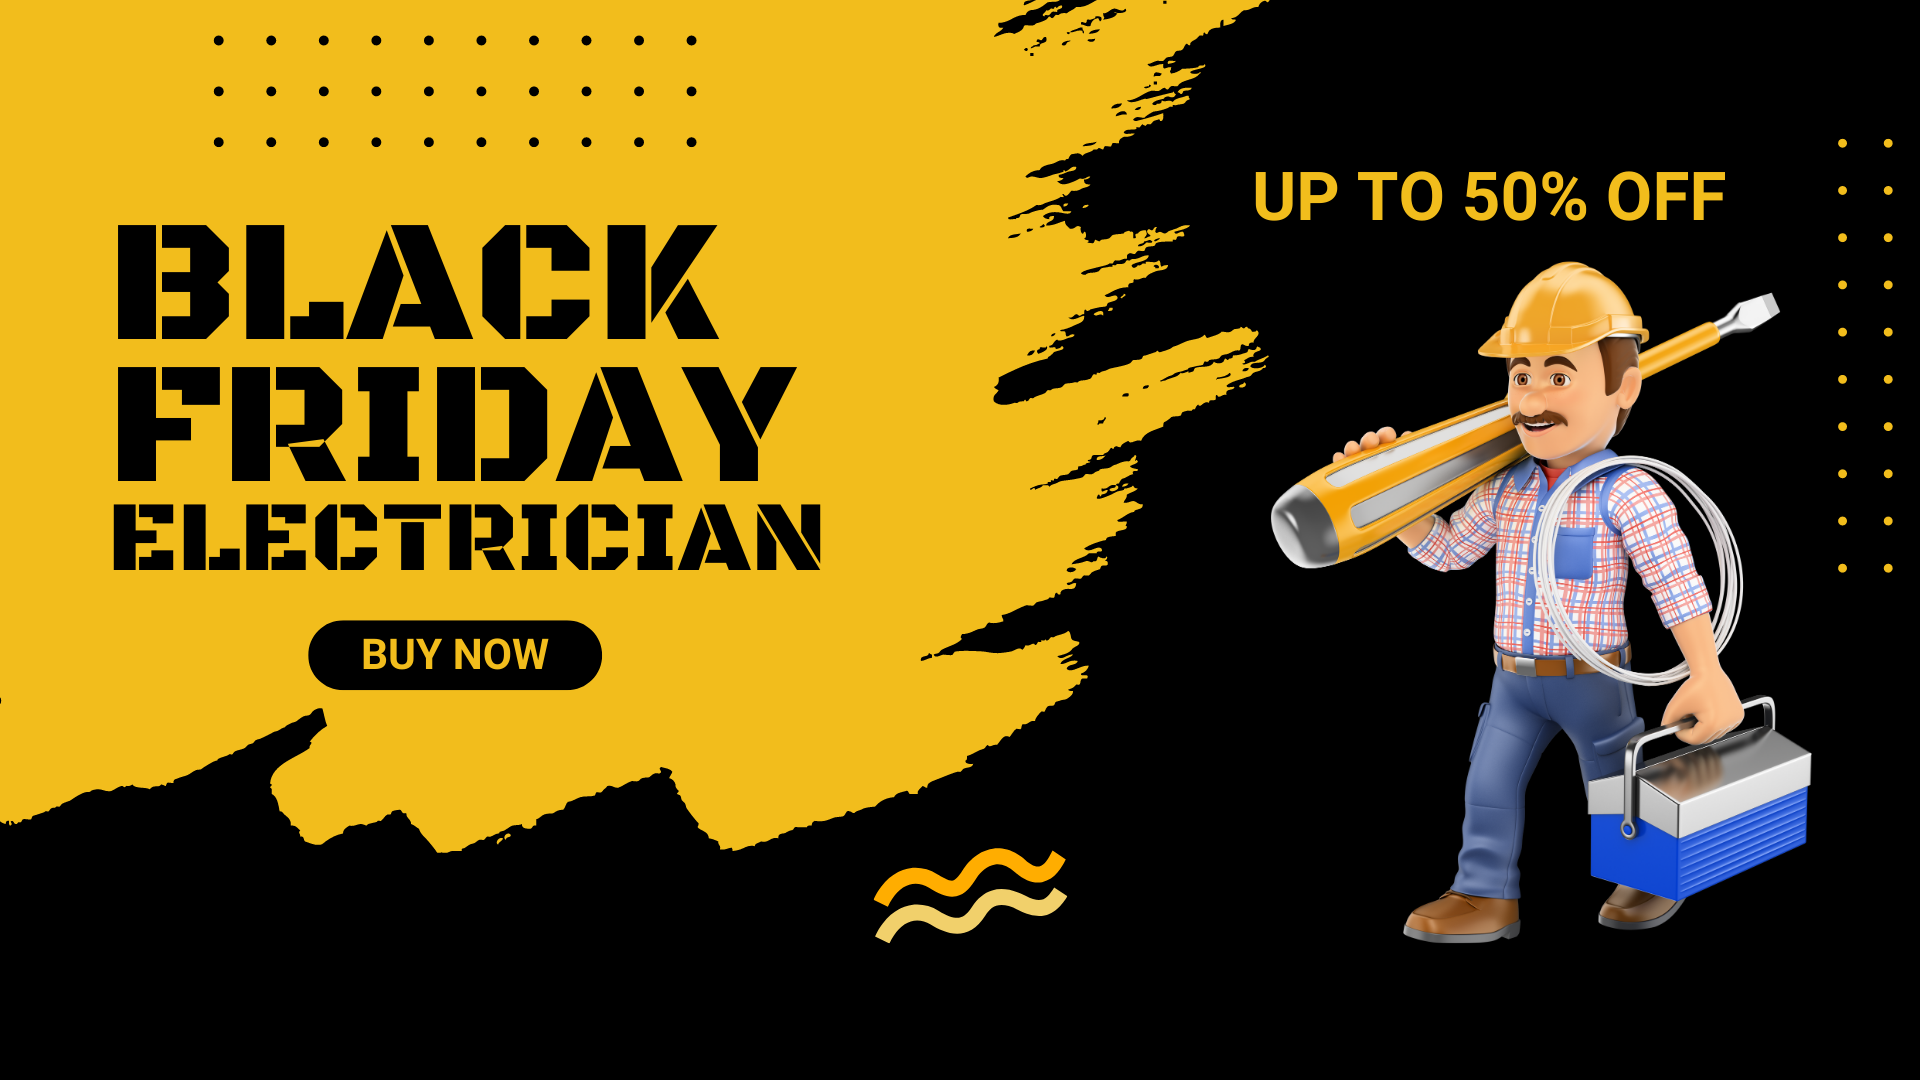 BLACK
FRIDAY
ELECTRICIAN
BUY NOW
UP TO 50% OFF